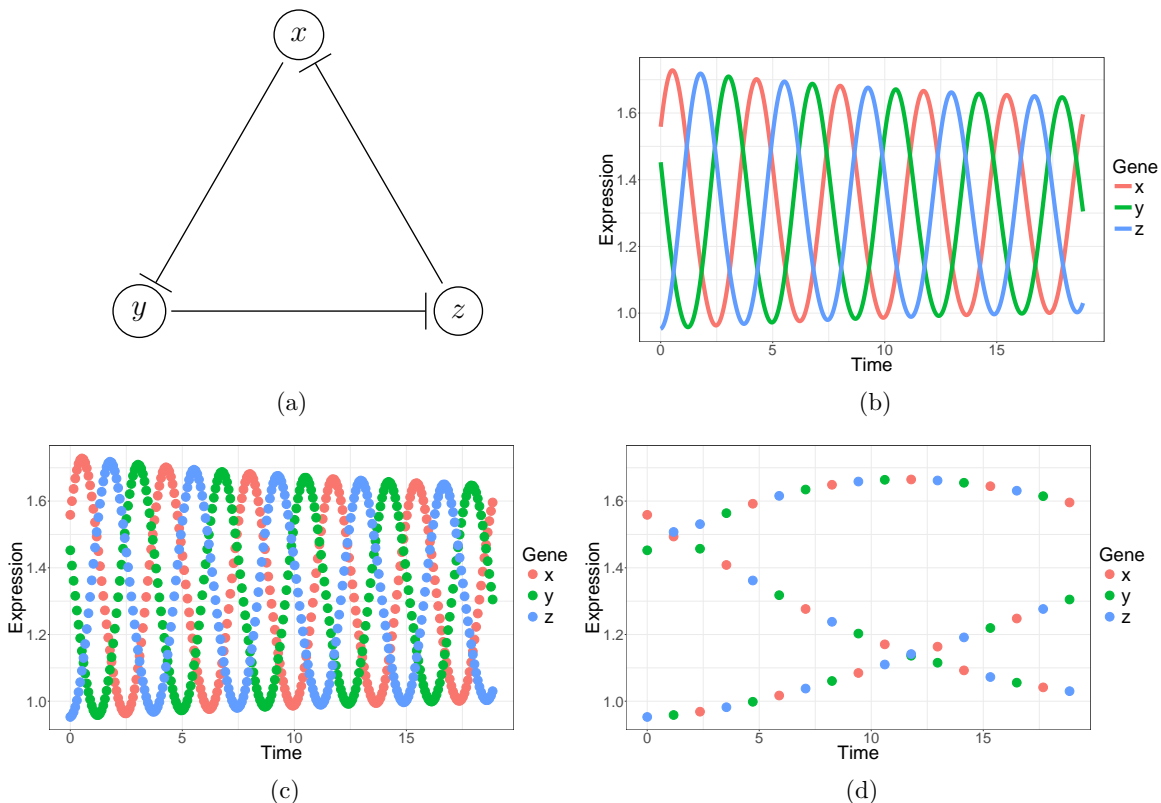 x
y
z
(a)
Expression
1.6
1.4
1.2
1.0
0
5
10
15
Time
Gene
x
y
z
(b)
Expression
1.6
1.4
1.2
1.0
0
5
10
15
Time
Gene
x
y
z
(c)
Expression
1.6
1.4
1.2
1.0
0
5
10
15
Time
Gene
x
y
z
(d)